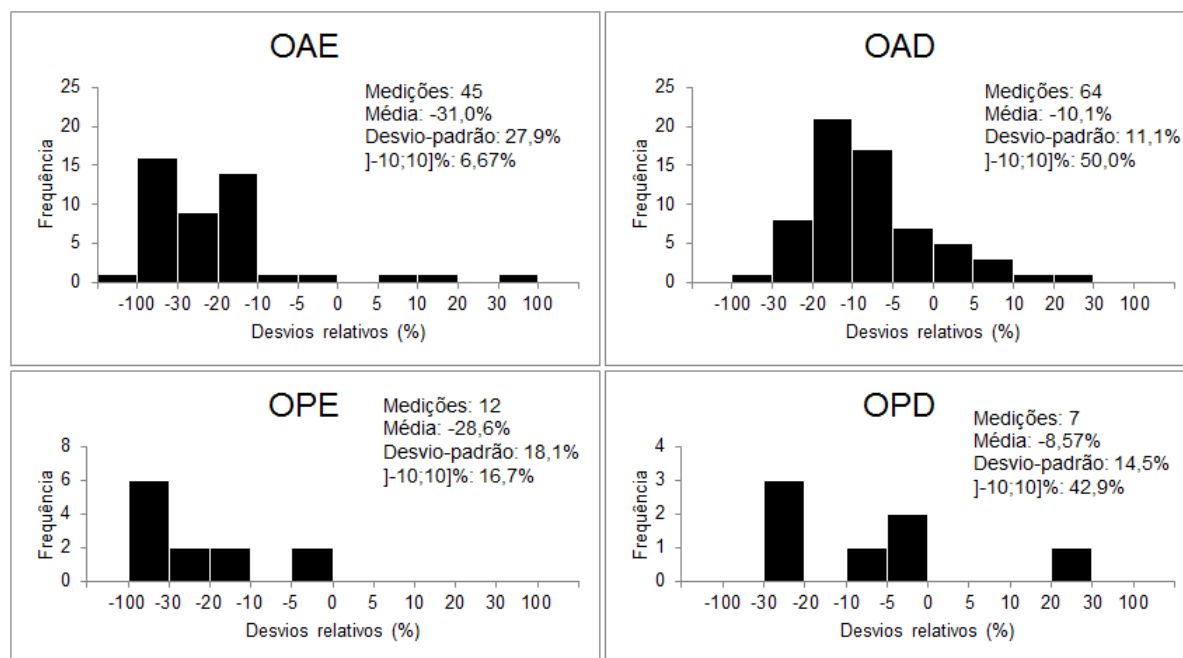 OAE
Medições: 45
Média: -31,0%
Desvio-padrão: 27,9%
]-10;10]%: 6,67%
Frequência
25
20
15
10
5
0
-100 -30 -20 -10 -5 0 5 10 20 30 100
Desvios relativos (%)
OAD
Medições: 64
Média: -10,1%
Desvio-padrão: 11,1%
]-10;10]%: 50,0%
Frequência
25
20
15
10
5
0
-100 -30 -20 -10 -5 0 5 10 20 30 100
Desvios relativos (%)
OPE
Medições: 12
Média: -28,6%
Desvio-padrão: 18,1%
]-10;10]%: 16,7%
Frequência
8
6
4
2
0
-100 -30 -20 -10 -5 0 5 10 20 30 100
Desvios relativos (%)
OPD
Medições: 7
Média: -8,57%
Desvio-padrão: 14,5%
]-10;10]%: 42,9%
Frequência
4
3
2
1
0
-100 -30 -20 -10 -5 0 5 10 20 30 100
Desvios relativos (%)